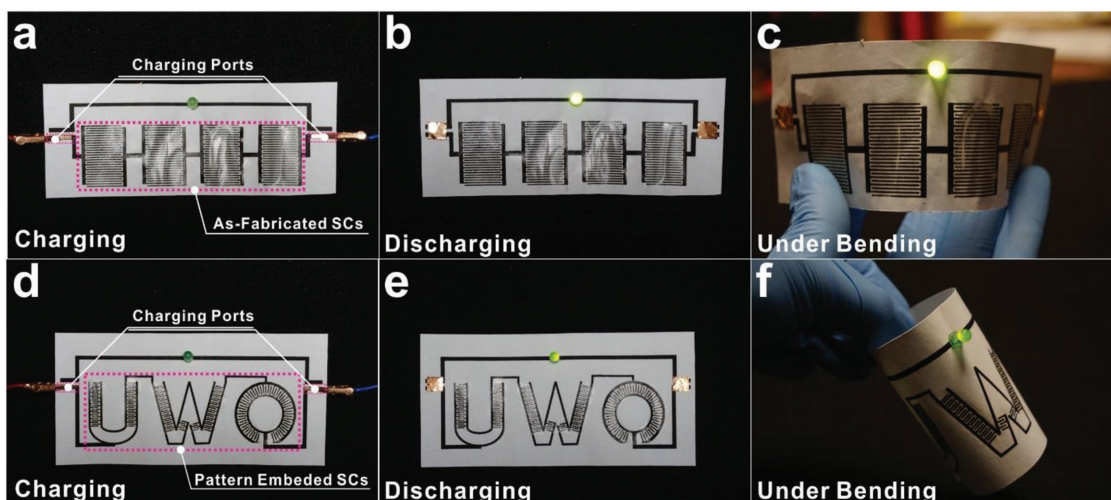 a
Charging Ports
As-Fabricated SCs
Charging
b
Discharging
c
Under Bending
d
Charging Ports
UWO
Pattern Embeded SCs
Charging
e
UWO
Discharging
f
W
Under Bending